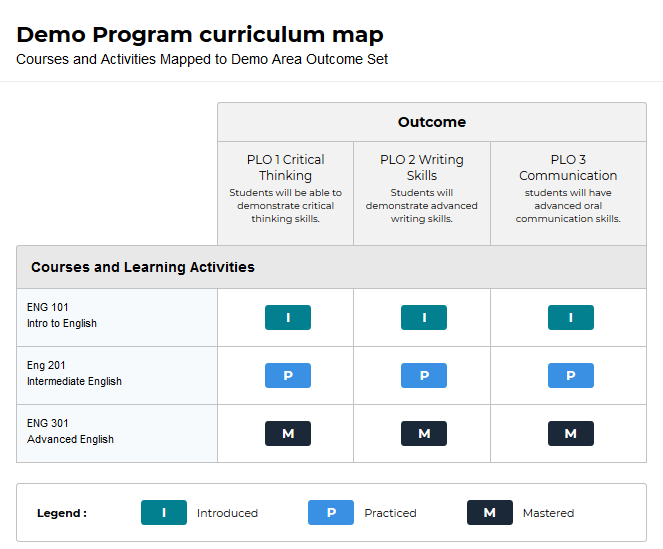 Demo Program curriculum map
Courses and Activities Mapped to Demo Area Outcome Set
Outcome
PLO 1 Critical
Thinking
Students will be able to
demonstrate critical
thinking skills.
PLO 2 Writing
Skills
Students will
demonstrate advanced
writing skills.
PLO 3
Communication
students will have
advanced oral
communication skills.
Courses and Learning Activities
ENG 101
Intro to English
I I I
Eng 201
Intermediate English
P P P
ENG 301
Advanced English
M M M
Legend : I Introduced P Practiced M Mastered